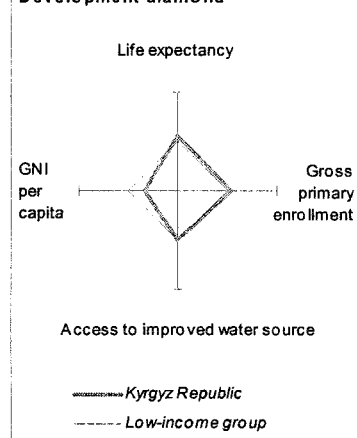 Development diamond
Life expectancy
GNI
per
capita
Gross
primary
enrollment
Access to improved water source
Kyrgyz Republic
Low-income group